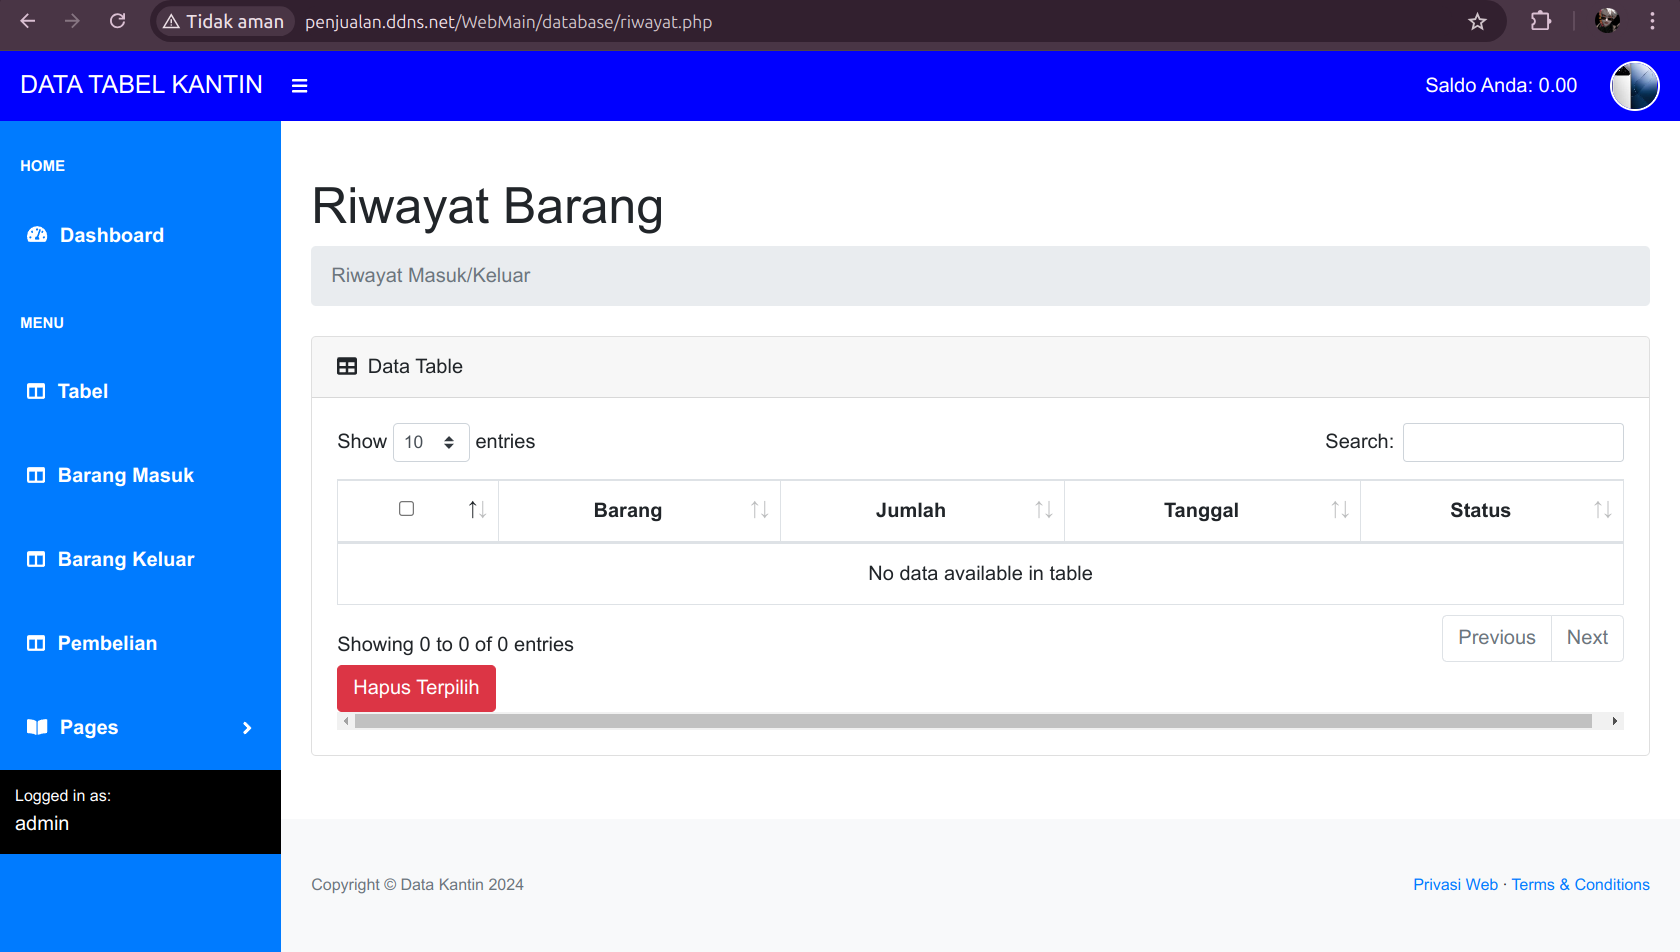 Tidak aman penjualan.ddns.net/WebMain/database/riwayat.php
DATA TABEL KANTIN
Saldo Anda: 0.00
HOME
Dashboard
MENU
Tabel
Barang Masuk
Barang Keluar
Pembelian
Pages
Logged in as:
admin
Riwayat Barang
Riwayat Masuk/Keluar
Data Table
Show 10 entries
Search:
Barang Jumlah Tanggal Status
No data available in table
Showing 0 to 0 of 0 entries
Previous Next
Hapus Terpilih
Copyright © Data Kantin 2024
Privasi Web · Terms & Conditions